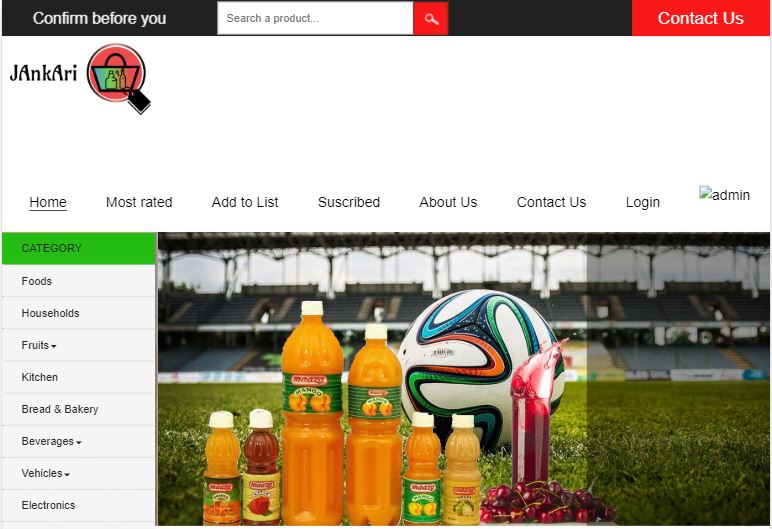 Confirm before you
Search a product...
Contact Us
JAnkAri
Home
Most rated
Add to List
Suscribed
About Us
Contact Us
Login
admin
CATEGORY
Foods
Households
Fruits
Kitchen
Bread & Bakery
Beverages
Vehicles
Electronics
maaza
MANGO
maaza
maaza
maaza
maaza
MANGO
maaza